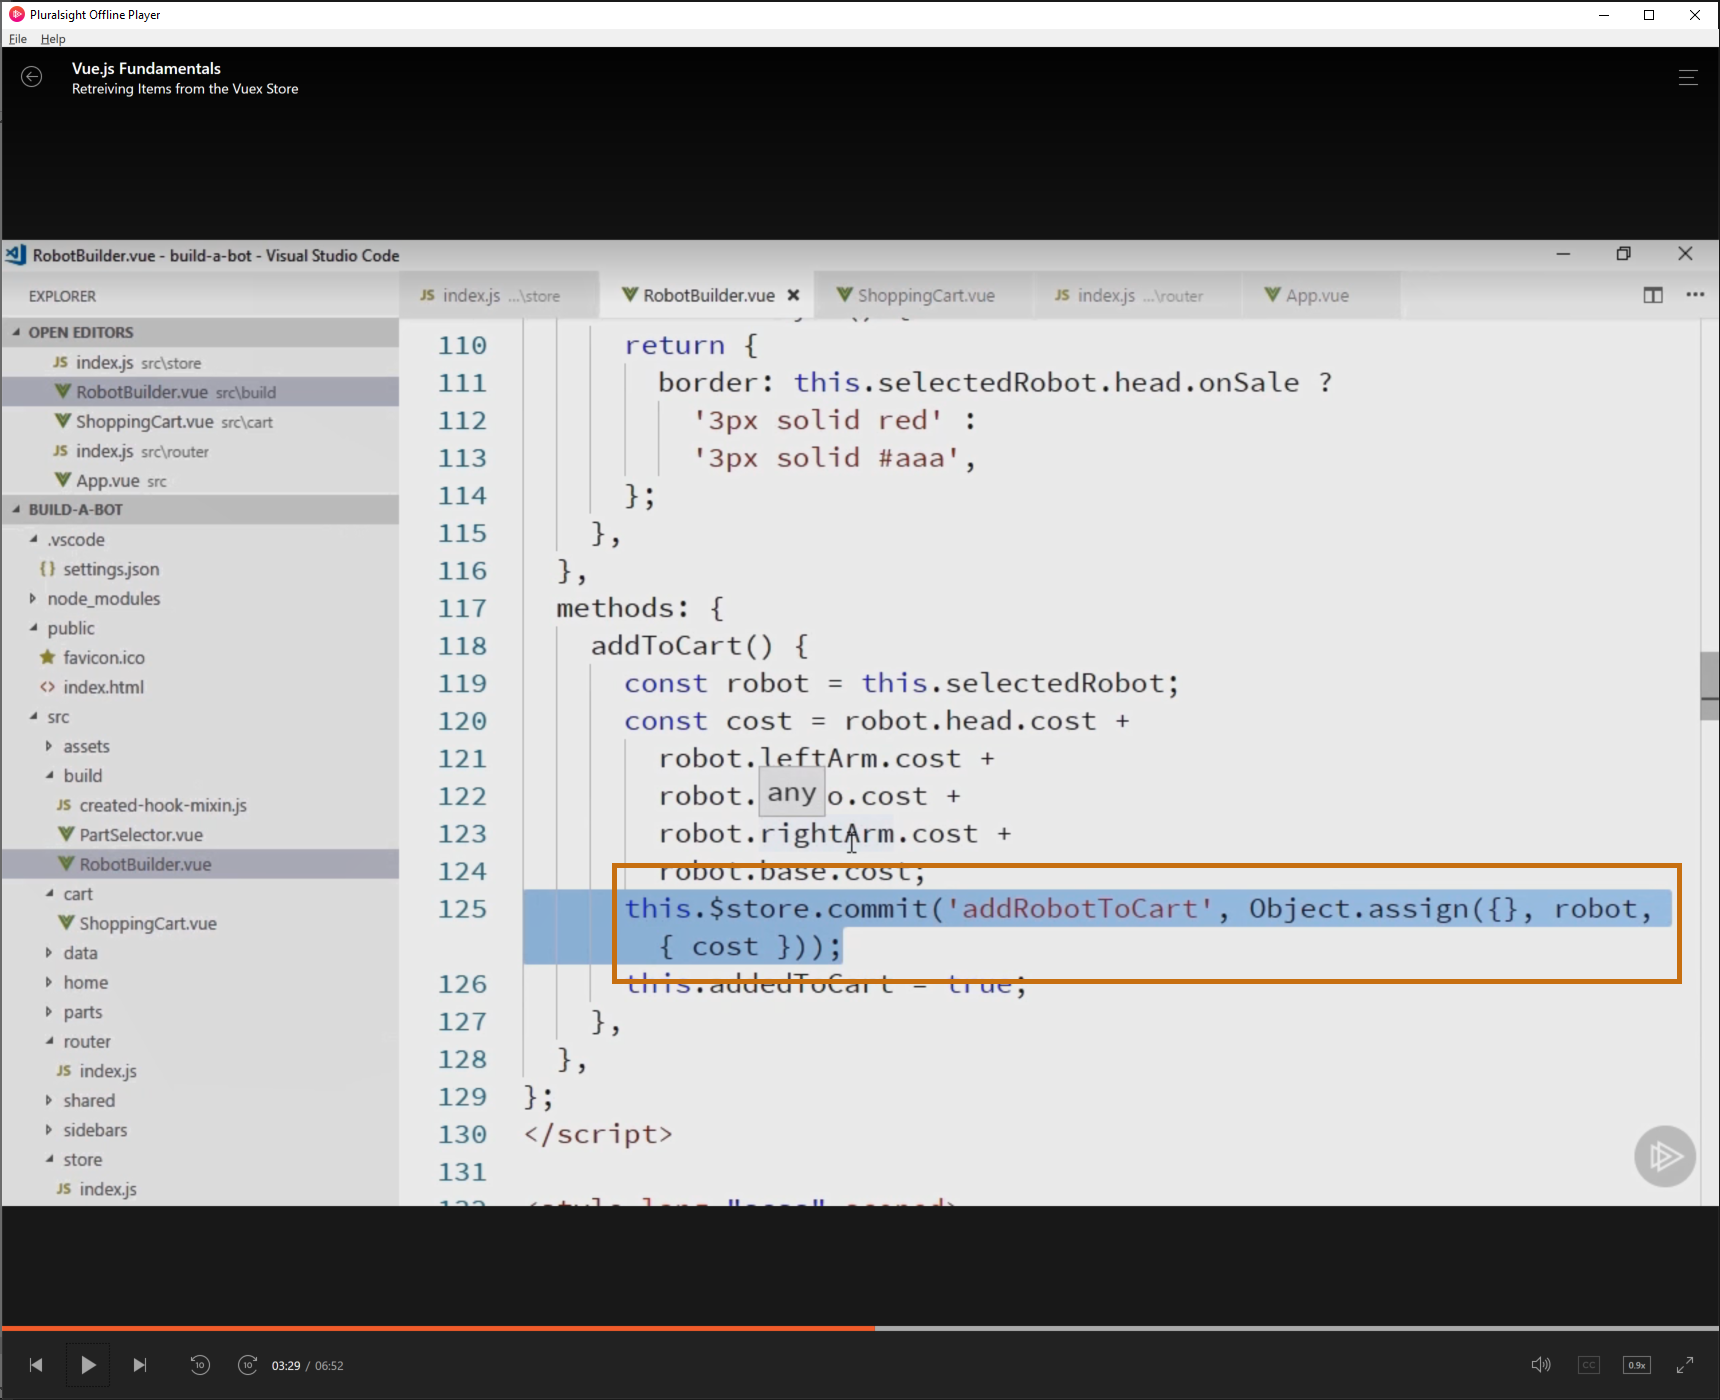 Pluralsight Offline Player
File Help
Vue.js Fundamentals
Retreiving Items from the Vuex Store
RobotBuilder.vue - build-a-bot - Visual Studio Code
EXPLORER
JS index.js ...\store
RobotBuilder.vue
ShoppingCart.vue
JS index.js ...\router
App.vue
OPEN EDITORS
JS index.js src\store
RobotBuilder.vue src\build
ShoppingCart.vue src\cart
JS index.js src\router
App.vue src
BUILD-A-BOT
.vscode
{} settings.json
node_modules
public
favicon.ico
<> index.html
src
assets
build
JS created-hook-mixin.js
PartSelector.vue
RobotBuilder.vue
cart
ShoppingCart.vue
data
home
parts
router
JS index.js
shared
sidebars
store
JS index.js
110 return {
111 border: this.selectedRobot.head.onSale ?
112 '3px solid red' :
113 '3px solid #aaa',
114 };
115 },
116 },
117 methods: {
118 addToCart() {
119 const robot = this.selectedRobot;
120 const cost = robot.head.cost +
121 robot.leftArm.cost +
122 robot. any o.cost +
123 robot.rightArm.cost +
124 robot.base.cost;
125 this.$store.commit('addRobotToCart', Object.assign({}, robot,
{ cost }));
126 this.addedToCart = true;
127 },
128 },
129 };
130 </script>
131
10
10
03:29 / 06:52
CC
0.9x